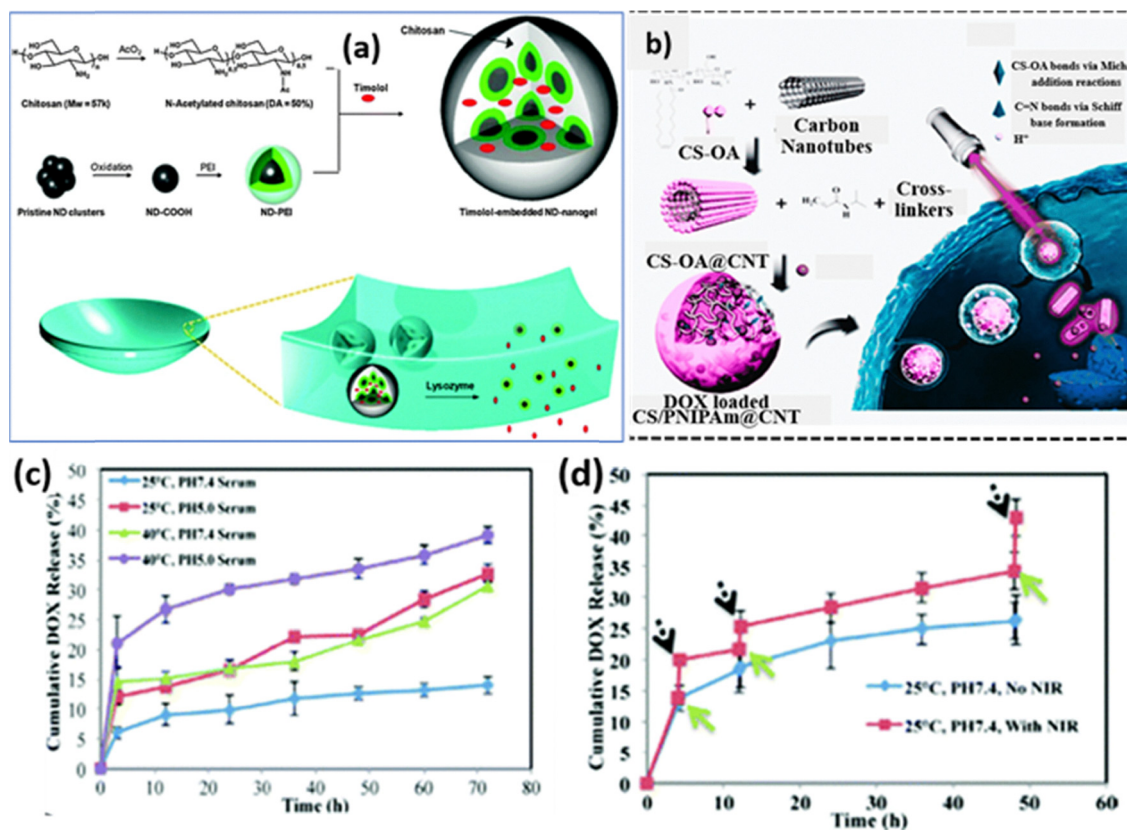 (a)
Chitosan
AcO₂
Chitosan (Mw = 57k)
N-Acetylated chitosan (DA = 50%)
Timolol
Oxidation
PEI
Pristine ND clusters
ND-COOH
ND-PEI
Timolol-embedded ND-nanogel
Lysozyme
b)
CS-OA
+
Carbon
Nanotubes
CS-OA bonds via Mich
addition reactions
C=N bonds via Schiff
base formation
H⁺
+
+
Cross-
linkers
CS-OA@CNT
DOX loaded
CS/PNIPAm@CNT
(c)
Cumulative DOX Release (%)
50
45
40
35
30
25
20
15
10
5
0
25°C, PH7.4 Serum
25°C, PH5.0 Serum
40°C, PH7.4 Serum
40°C, PH5.0 Serum
0 10 20 30 40 50 60 70 80
Time (h)
(d)
Cumulative DOX Release (%)
50
45
40
35
30
25
20
15
10
5
0
25°C, PH7.4, No NIR
25°C, PH7.4, With NIR
0 10 20 30 40 50 60
Time (h)